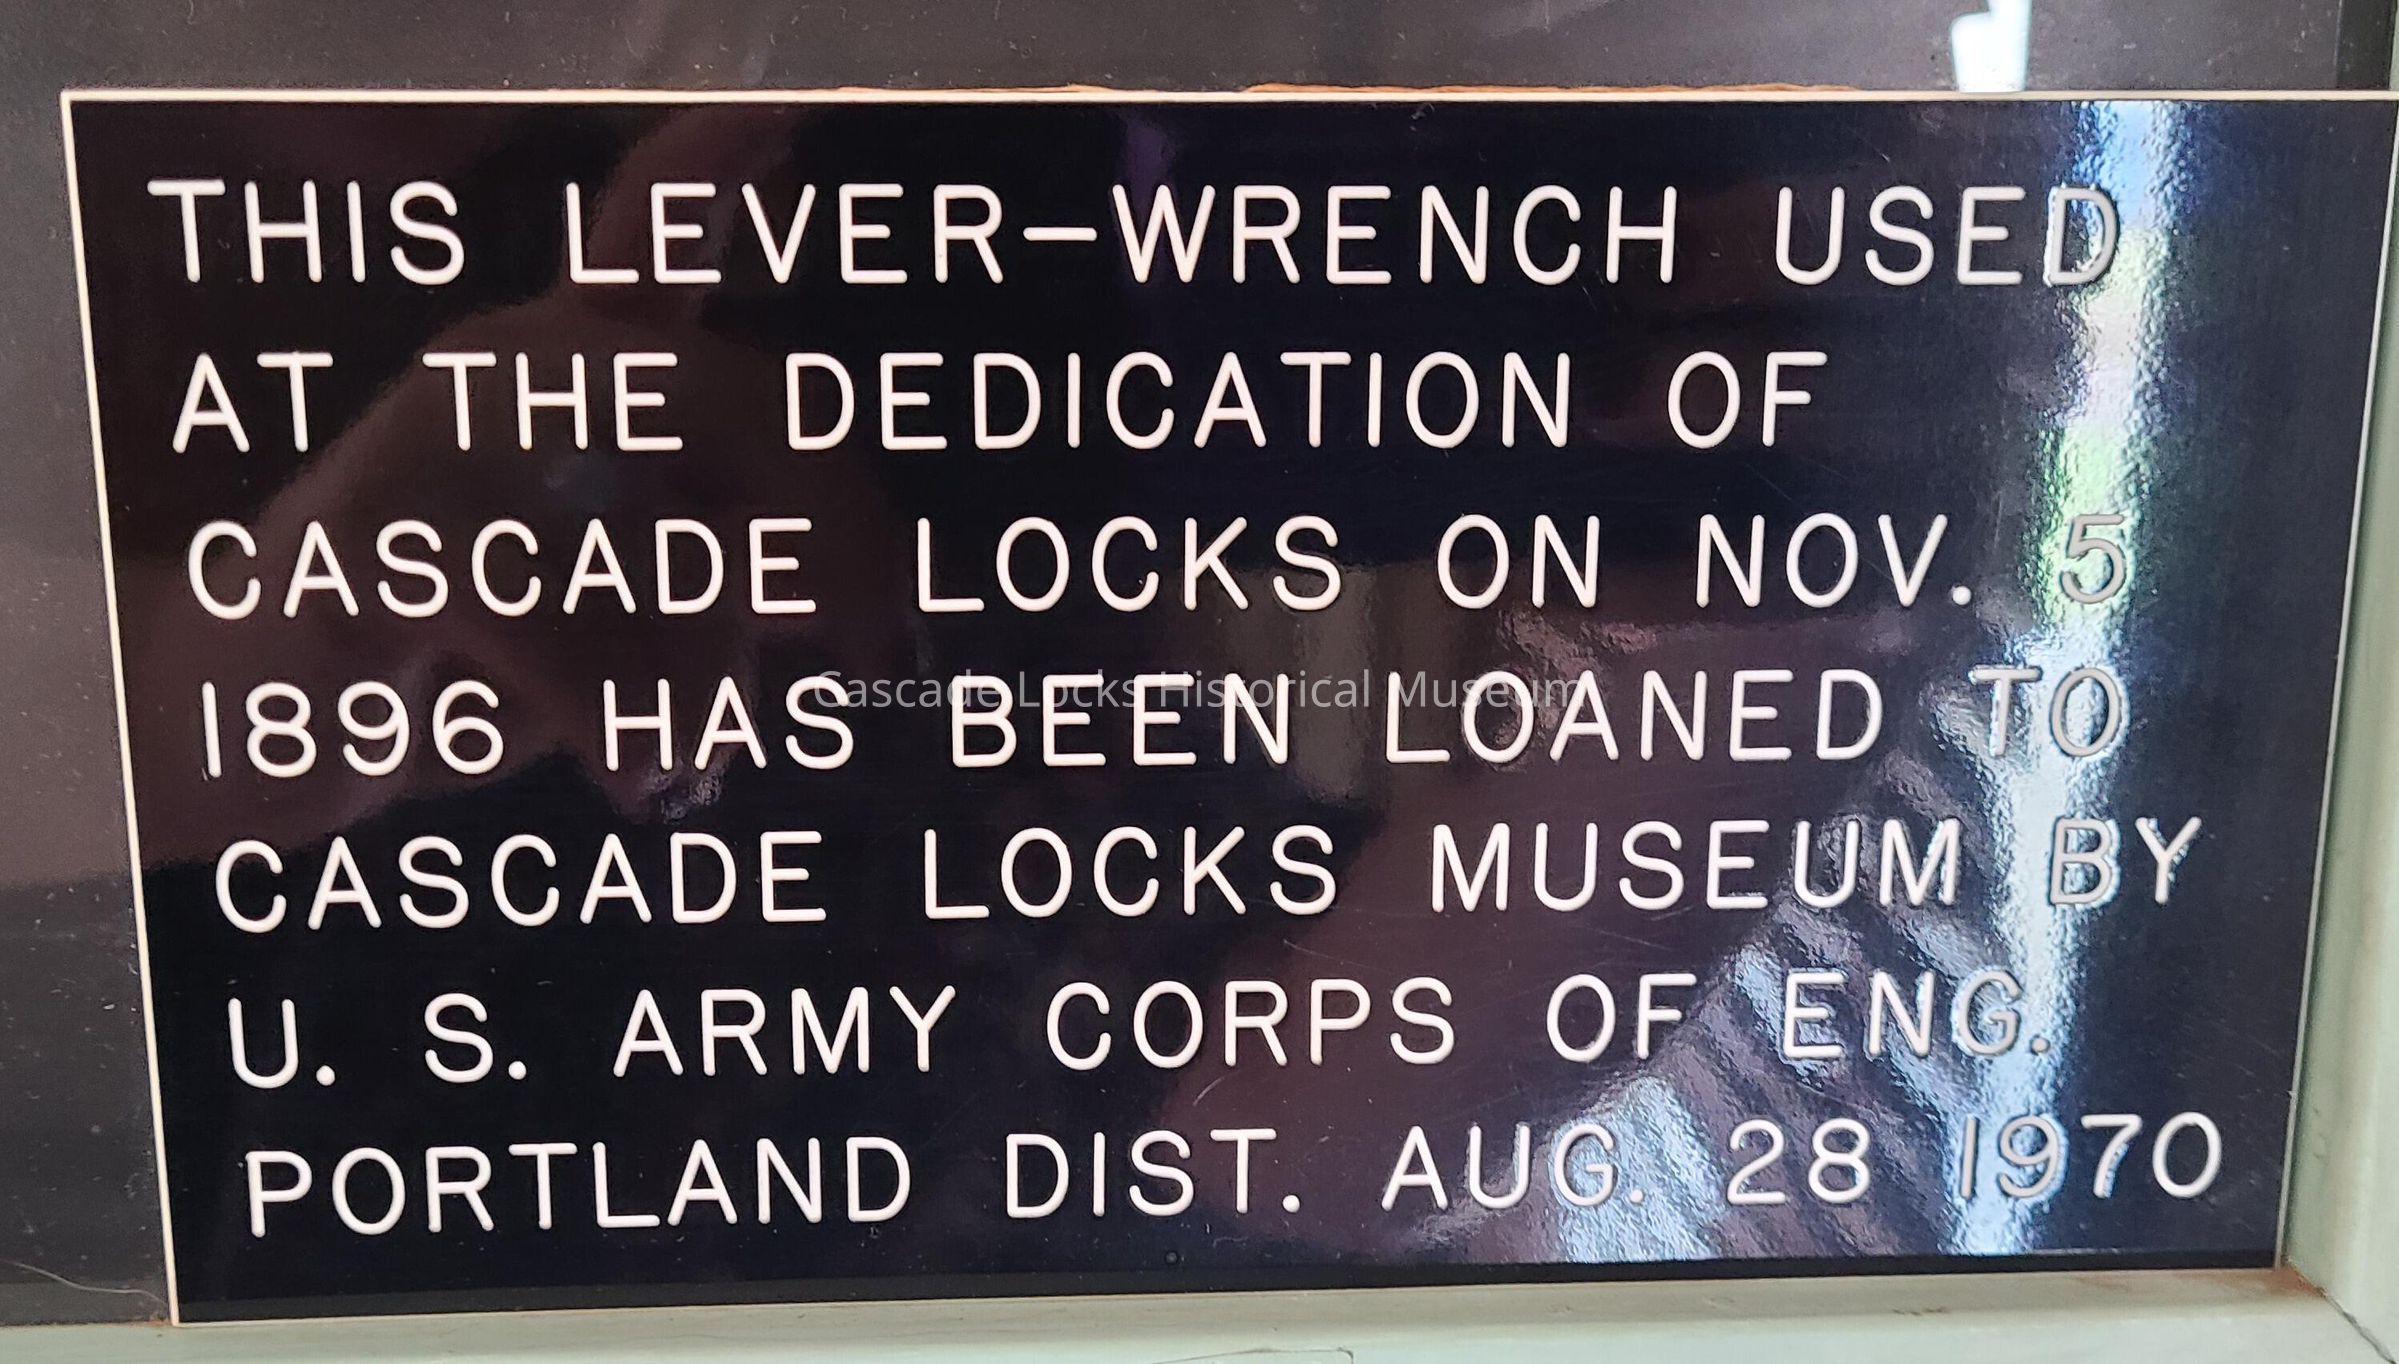 THIS LEVER-WRENCH USED
AT THE DEDICATION OF
CASCADE LOCKS ON NOV. 5
1896 HAS BEEN LOANED TO
Cascade Locks Historical Museum
CASCADE LOCKS MUSEUM BY
U. S. ARMY CORPS OF ENG.
PORTLAND DIST. AUG. 28 1970